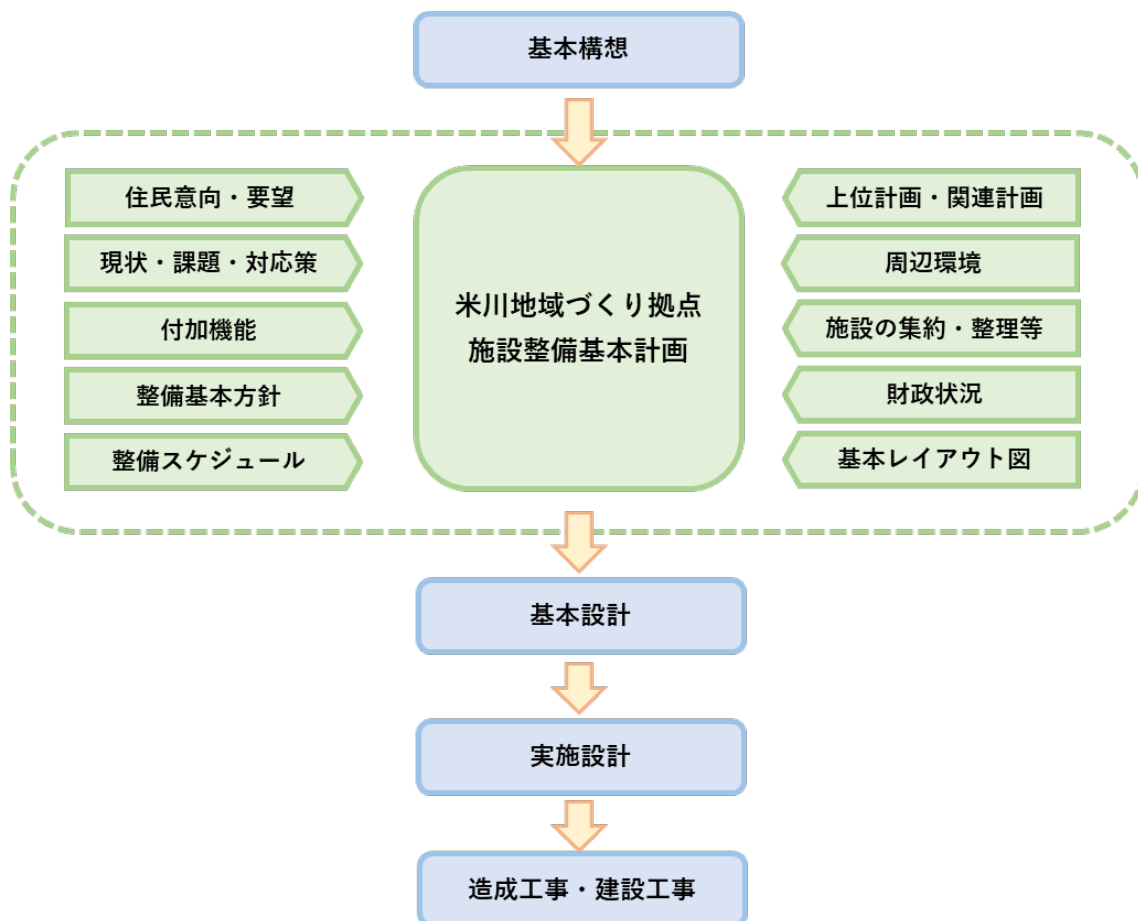 基本構想
住民意向・要望
現状・課題・対応策
付加機能
整備基本方針
整備スケジュール
米川地域づくり拠点
施設整備基本計画
上位計画・関連計画
周辺環境
施設の集約・整理等
財政状況
基本レイアウト図
基本設計
実施設計
造成工事・建設工事